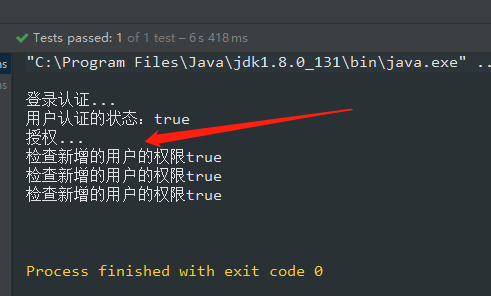 Tests passed: 1 of 1 test – 6 s 418 ms
"C:\Program Files\Java\jdk1.8.0_131\bin\java.exe" ..
登录认证...
用户认证的状态：true
授权...
检查新增的用户的权限true
检查新增的用户的权限true
检查新增的用户的权限true
Process finished with exit code 0